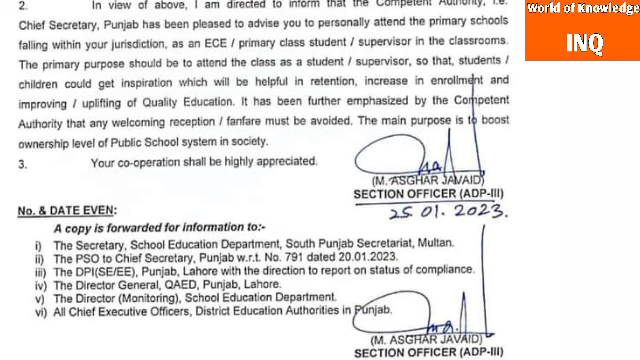 World of Knowledge
INQ
2. In view of above, I am directed to inform that the Competent Authority, i.e.
Chief Secretary, Punjab has been pleased to advise you to personally attend the primary schools
falling within your jurisdiction, as an ECE / primary class student / supervisor in the classrooms.
The primary purpose should be to attend the class as a student / supervisor, so that, students /
children could get inspiration which will be helpful in retention, increase in enrollment and
improving / uplifting of Quality Education. It has been further emphasized by the Competent
Authority that any welcoming reception / fanfare must be avoided. The main purpose is to boost
ownership level of Public School system in society.
3. Your co-operation shall be highly appreciated.
(M. ASGHAR JAVAID)
SECTION OFFICER (ADP-III)
25.01.2023.
No. & DATE EVEN:
A copy is forwarded for information to:-
i) The Secretary, School Education Department, South Punjab Secretariat, Multan.
ii) The PSO to Chief Secretary, Punjab w.r.t. No. 791 dated 20.01.2023.
iii) The DPI(SE/EE), Punjab, Lahore with the direction to report on status of compliance.
iv) The Director General, QAED, Punjab, Lahore.
v) The Director (Monitoring), School Education Department.
vi) All Chief Executive Officers, District Education Authorities in Punjab.
(M. ASGHAR JAVAID)
SECTION OFFICER (ADP-III)